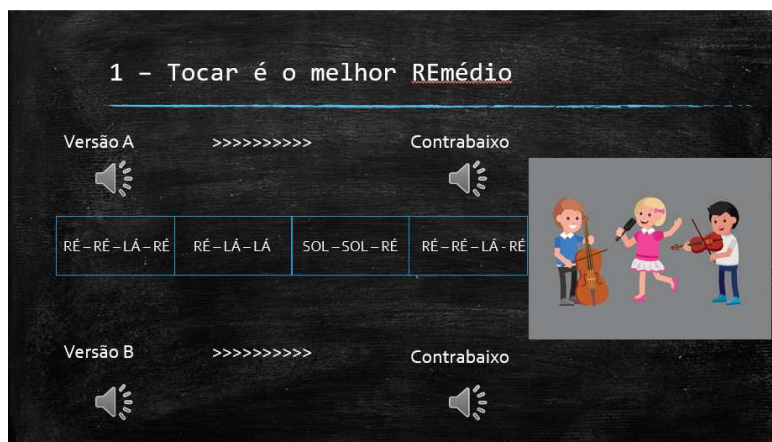 1 – Tocar é o melhor REmédio
Versão A >>>>>>>>>> Contrabaixo
RÉ–RÉ–LÁ–RÉ RÉ–LÁ–LÁ SOL–SOL–RÉ RÉ–RÉ–LÁ-RÉ
Versão B >>>>>>>>>> Contrabaixo